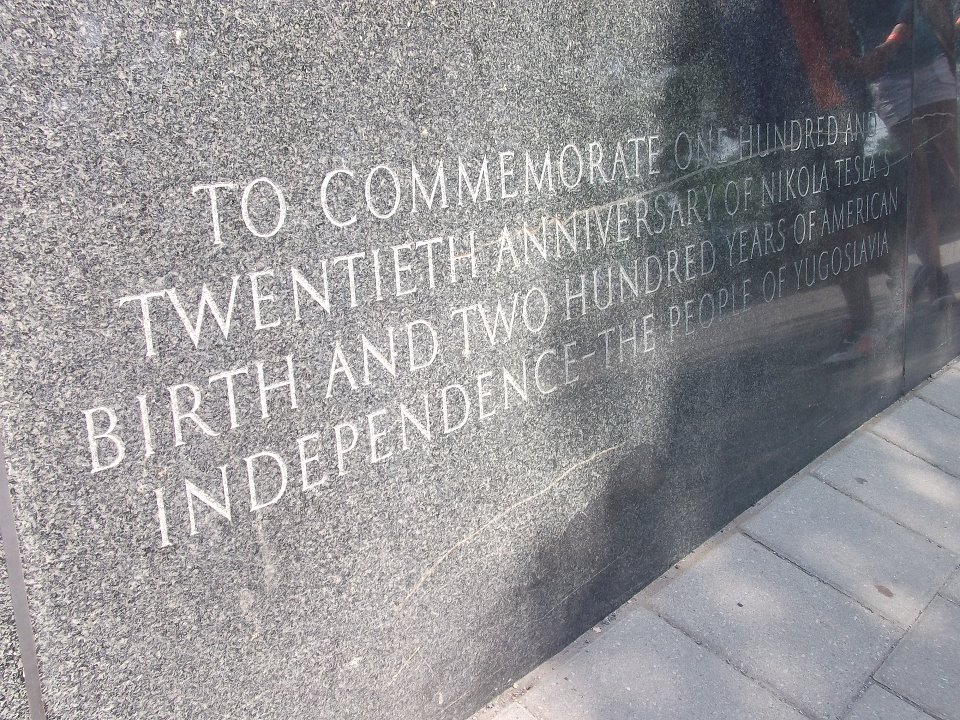 TO COMMEMORATE ONE HUNDRED AND
TWENTIETH ANNIVERSARY OF NIKOLA TESLA'S
BIRTH AND TWO HUNDRED YEARS OF AMERICAN
INDEPENDENCE-THE PEOPLE OF YUGOSLAVIA